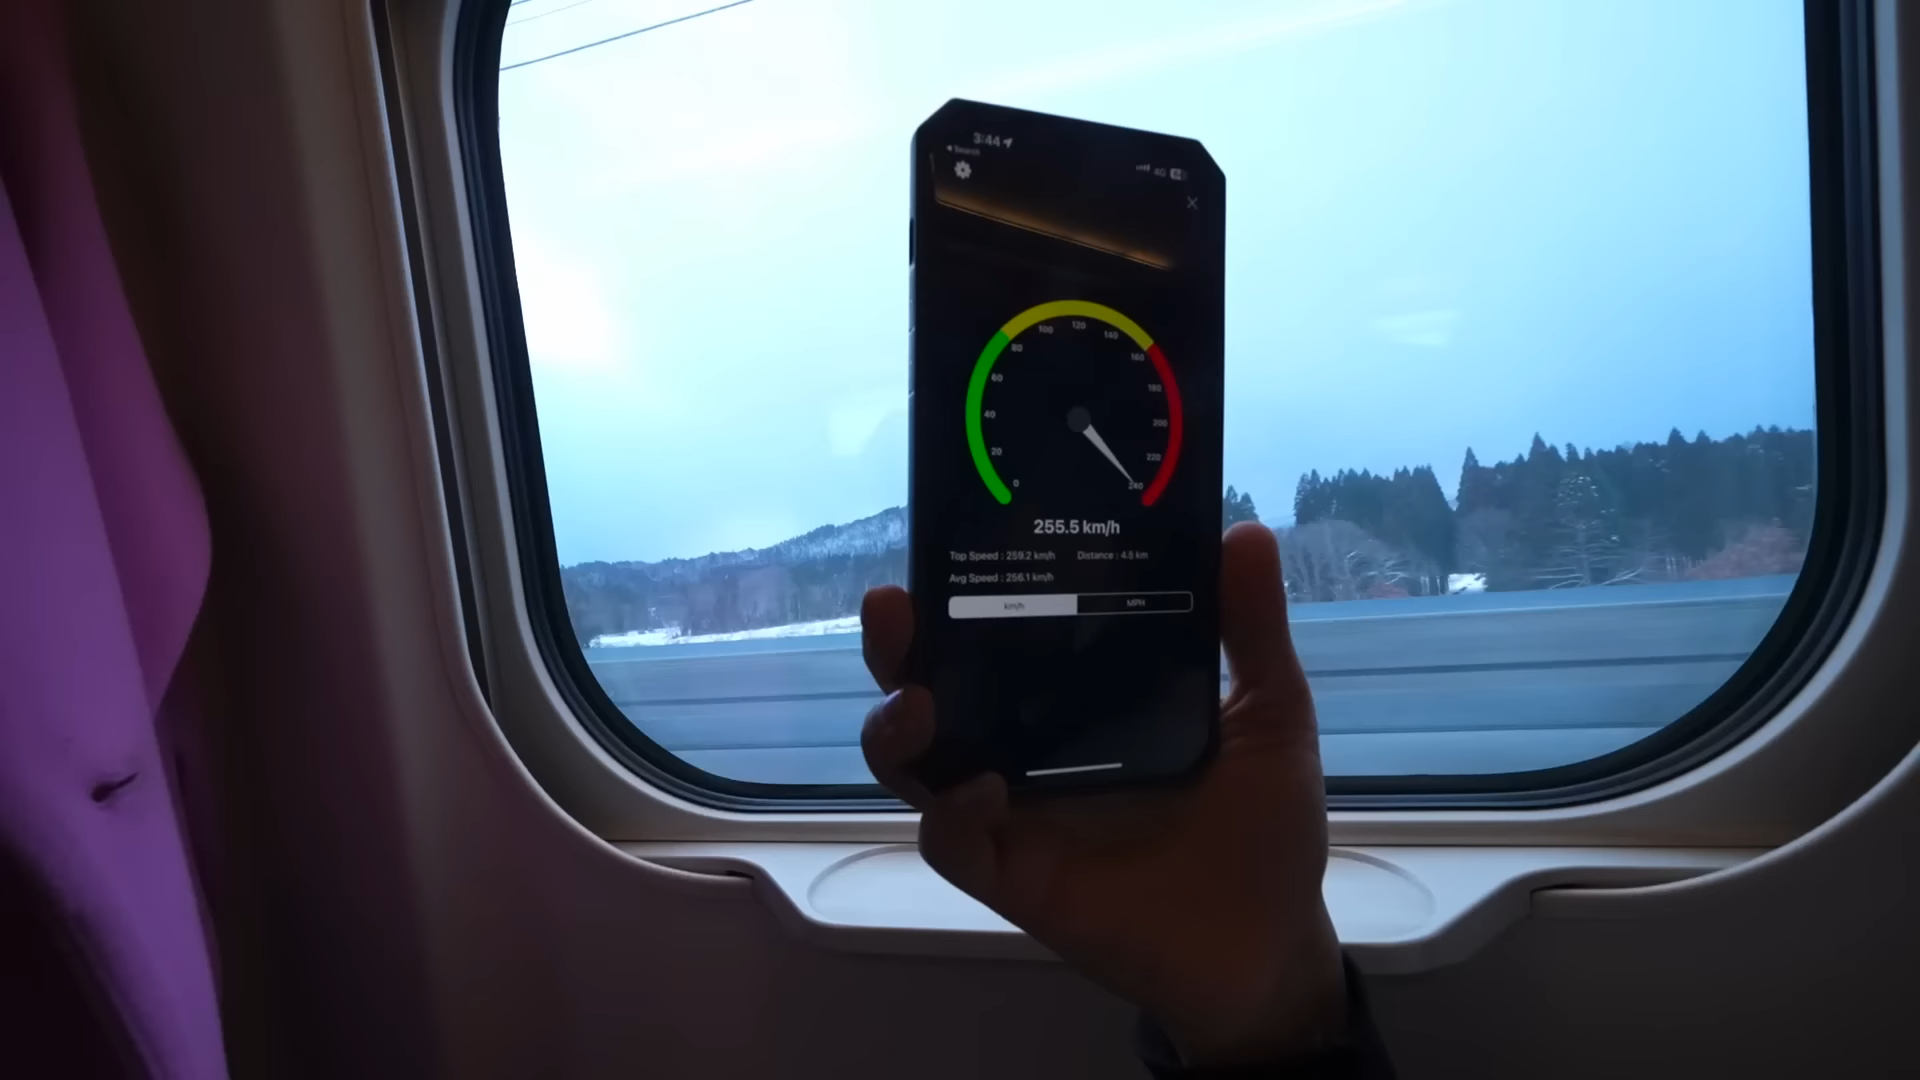 3:44
Search
4G
0
20
40
60
80
100
120
140
160
180
200
220
240
255.5 km/h
Top Speed : 259.2 km/h Distance : 4.5 km
Avg Speed : 256.1 km/h
km/h MPH